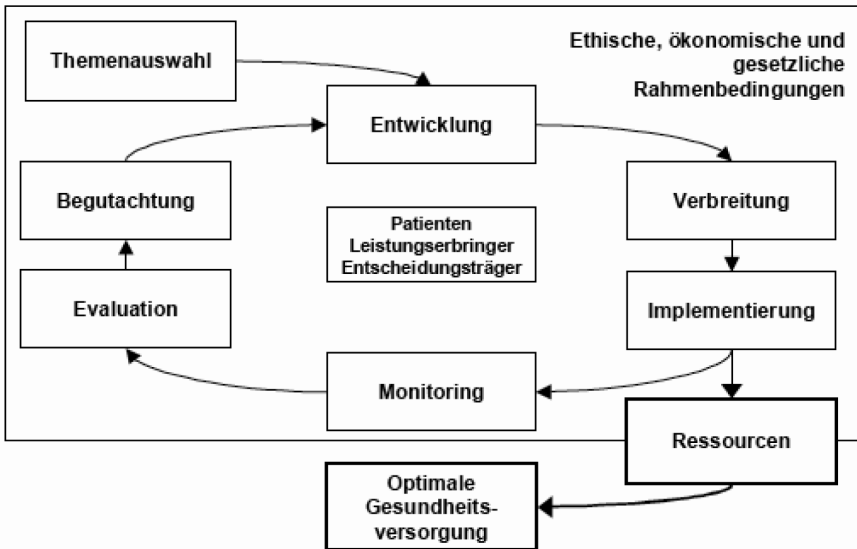 Themenauswahl
Ethische, ökonomische und
gesetzliche
Rahmenbedingungen
Entwicklung
Begutachtung
Verbreitung
Patienten
Leistungserbringer
Entscheidungsträger
Evaluation
Implementierung
Monitoring
Ressourcen
Optimale
Gesundheits-
versorgung